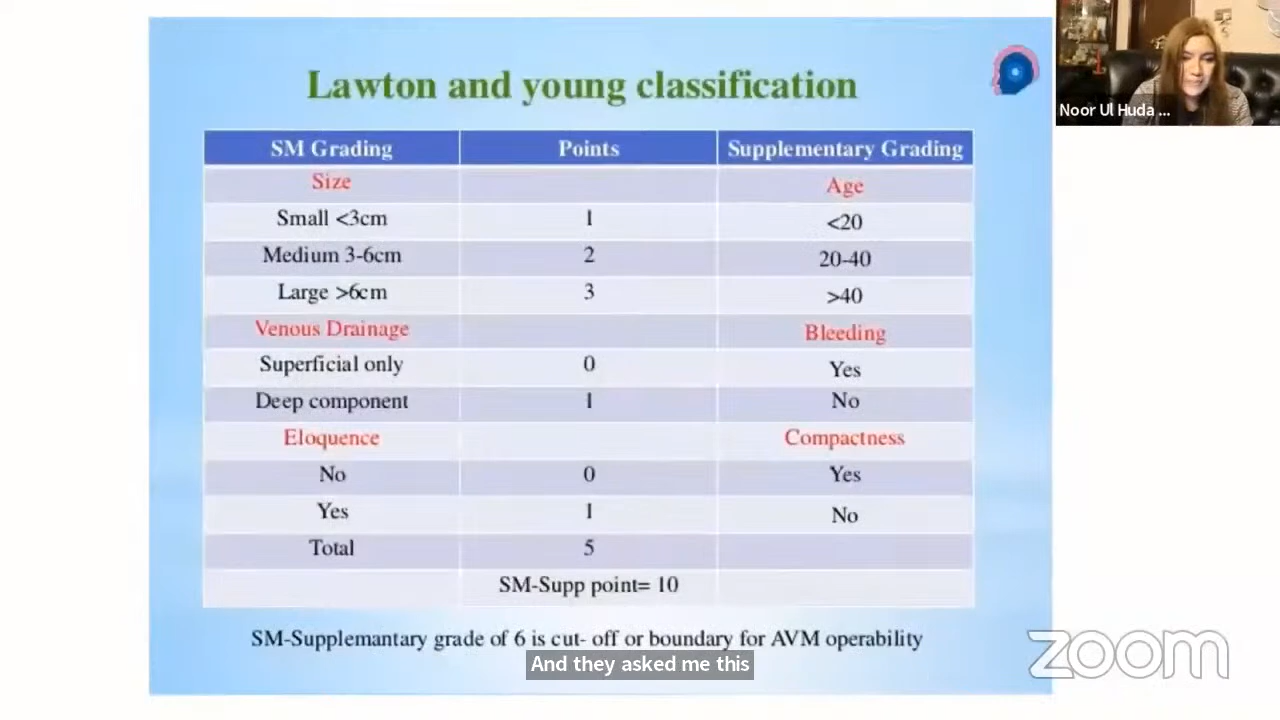 Lawton and young classification
SM Grading Points Supplementary Grading
Size Age
Small <3cm 1 <20
Medium 3-6cm 2 20-40
Large >6cm 3 >40
Venous Drainage Bleeding
Superficial only 0 Yes
Deep component 1 No
Eloquence Compactness
No 0 Yes
Yes 1 No
Total 5
SM-Supp point= 10
SM-Supplemantary grade of 6 is cut- off or boundary for AVM operability
And they asked me this
Noor Ul Huda ...
zoom